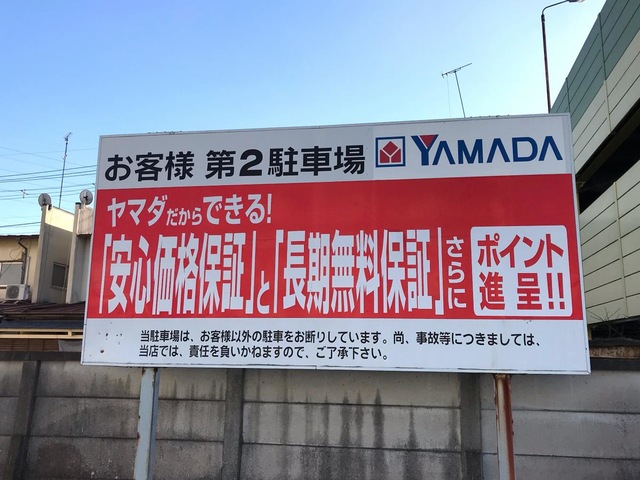 お客様 第2駐車場 YAMADA
ヤマダだからできる!
「安心価格保証」と「長期無料保証」さらに
ポイント
進呈!!
当駐車場は、お客様以外の駐車をお断りしています。尚、事故等につきましては、
当店では、責任を負いかねますので、ご了承下さい。